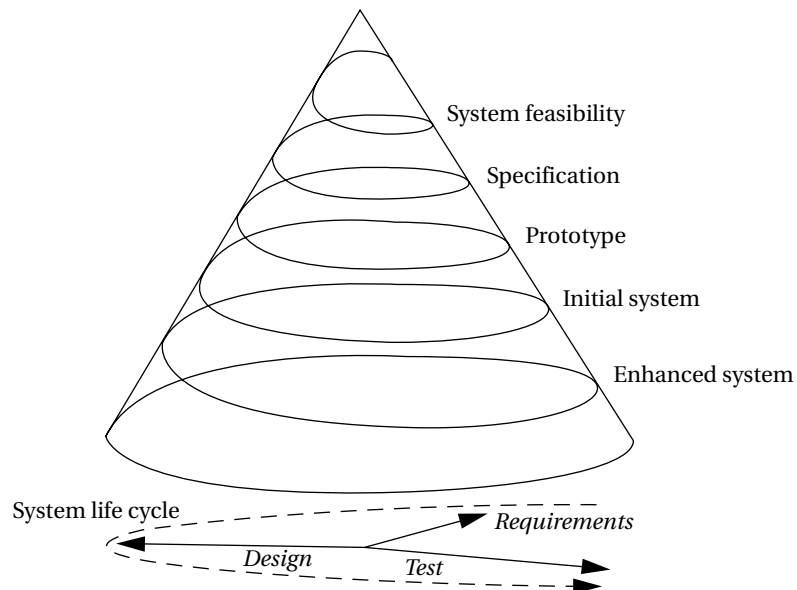 System feasibility
Specification
Prototype
Initial system
Enhanced system
System life cycle
Requirements
Design
Test